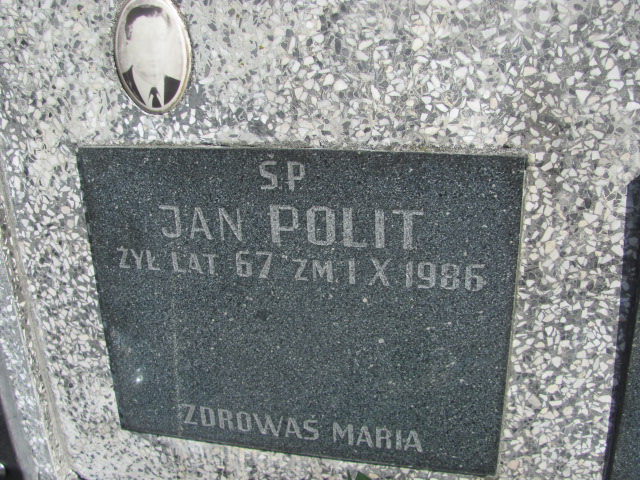 Ś.P
JAN POLIT
ŻYŁ LAT 67 ZM. 1 X 1986
ZDROWAŚ MARIA